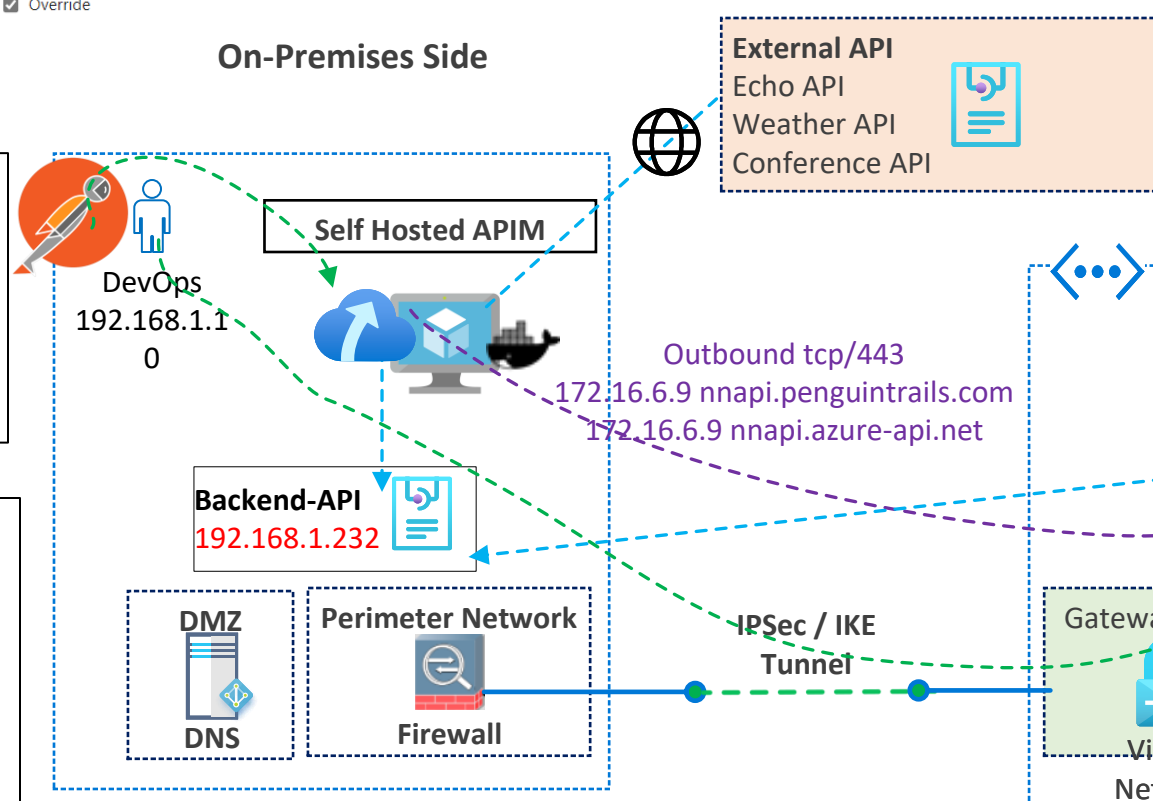 Override
On-Premises Side
External API
Echo API
Weather API
Conference API
Self Hosted APIM
DevOps
192.168.1.1
0
Outbound tcp/443
172.16.6.9 nnapi.penguintrails.com
172.16.6.9 nnapi.azure-api.net
Backend-API
192.168.1.232
DMZ
DNS
Perimeter Network
Firewall
IPSec / IKE
Tunnel